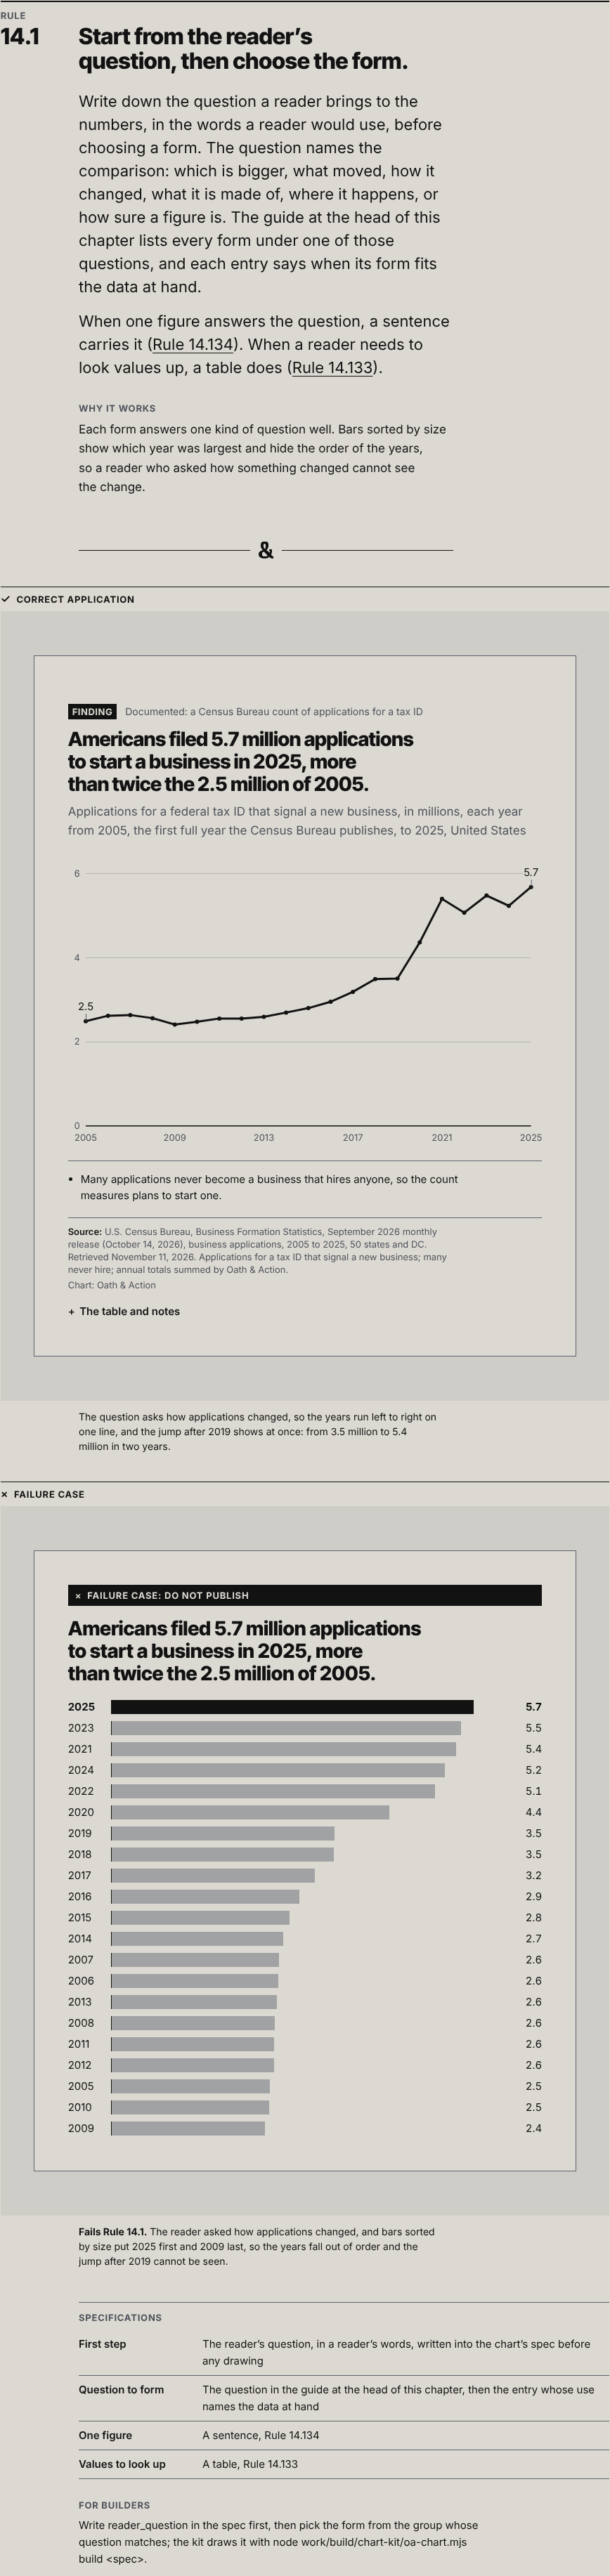 RULE
14.1
Start from the reader’s
question, then choose the form.
Write down the question a reader brings to the
numbers, in the words a reader would use, before
choosing a form. The question names the
comparison: which is bigger, what moved, how it
changed, what it is made of, where it happens, or
how sure a figure is. The guide at the head of this
chapter lists every form under one of those
questions, and each entry says when its form fits
the data at hand.
When one figure answers the question, a sentence
carries it (Rule 14.134). When a reader needs to
look values up, a table does (Rule 14.133).
WHY IT WORKS
Each form answers one kind of question well. Bars sorted by size
show which year was largest and hide the order of the years,
so a reader who asked how something changed cannot see
the change.
&
✓ CORRECT APPLICATION
FINDING Documented: a Census Bureau count of applications for a tax ID
Americans filed 5.7 million applications
to start a business in 2025, more
than twice the 2.5 million of 2005.
Applications for a federal tax ID that signal a new business, in millions, each year
from 2005, the first full year the Census Bureau publishes, to 2025, United States
6
5.7
4
2.5
2
0
2005 2009 2013 2017 2021 2025
• Many applications never become a business that hires anyone, so the count
measures plans to start one.
Source: U.S. Census Bureau, Business Formation Statistics, September 2026 monthly
release (October 14, 2026), business applications, 2005 to 2025, 50 states and DC.
Retrieved November 11, 2026. Applications for a tax ID that signal a new business; many
never hire; annual totals summed by Oath & Action.
Chart: Oath & Action
+ The table and notes
The question asks how applications changed, so the years run left to right on
one line, and the jump after 2019 shows at once: from 3.5 million to 5.4
million in two years.
× FAILURE CASE
× FAILURE CASE: DO NOT PUBLISH
Americans filed 5.7 million applications
to start a business in 2025, more
than twice the 2.5 million of 2005.
2025 5.7
2023 5.5
2021 5.4
2024 5.2
2022 5.1
2020 4.4
2019 3.5
2018 3.5
2017 3.2
2016 2.9
2015 2.8
2014 2.7
2007 2.6
2006 2.6
2013 2.6
2008 2.6
2011 2.6
2012 2.6
2005 2.5
2010 2.5
2009 2.4
Fails Rule 14.1. The reader asked how applications changed, and bars sorted
by size put 2025 first and 2009 last, so the years fall out of order and the
jump after 2019 cannot be seen.
SPECIFICATIONS
First step The reader’s question, in a reader’s words, written into the chart’s spec before
any drawing
Question to form The question in the guide at the head of this chapter, then the entry whose use
names the data at hand
One figure A sentence, Rule 14.134
Values to look up A table, Rule 14.133
FOR BUILDERS
Write reader_question in the spec first, then pick the form from the group whose
question matches; the kit draws it with node work/build/chart-kit/oa-chart.mjs
build <spec>.